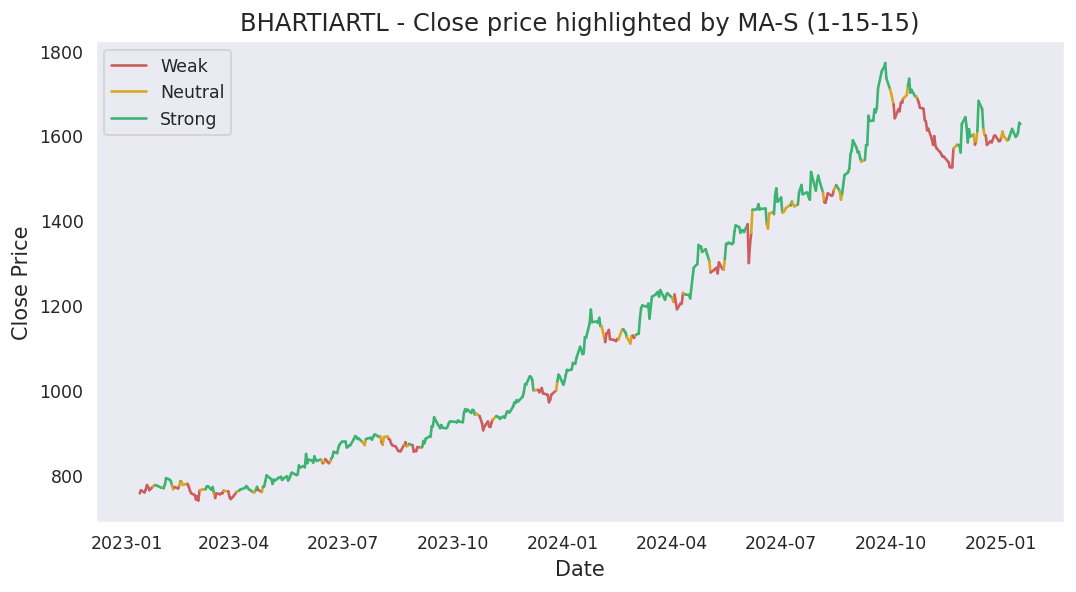 BHARTIARTL - Close price highlighted by MA-S (1-15-15)
Weak
Neutral
Strong
1800
1600
1400
1200
1000
800
Close Price
2023-01 2023-04 2023-07 2023-10 2024-01 2024-04 2024-07 2024-10 2025-01
Date